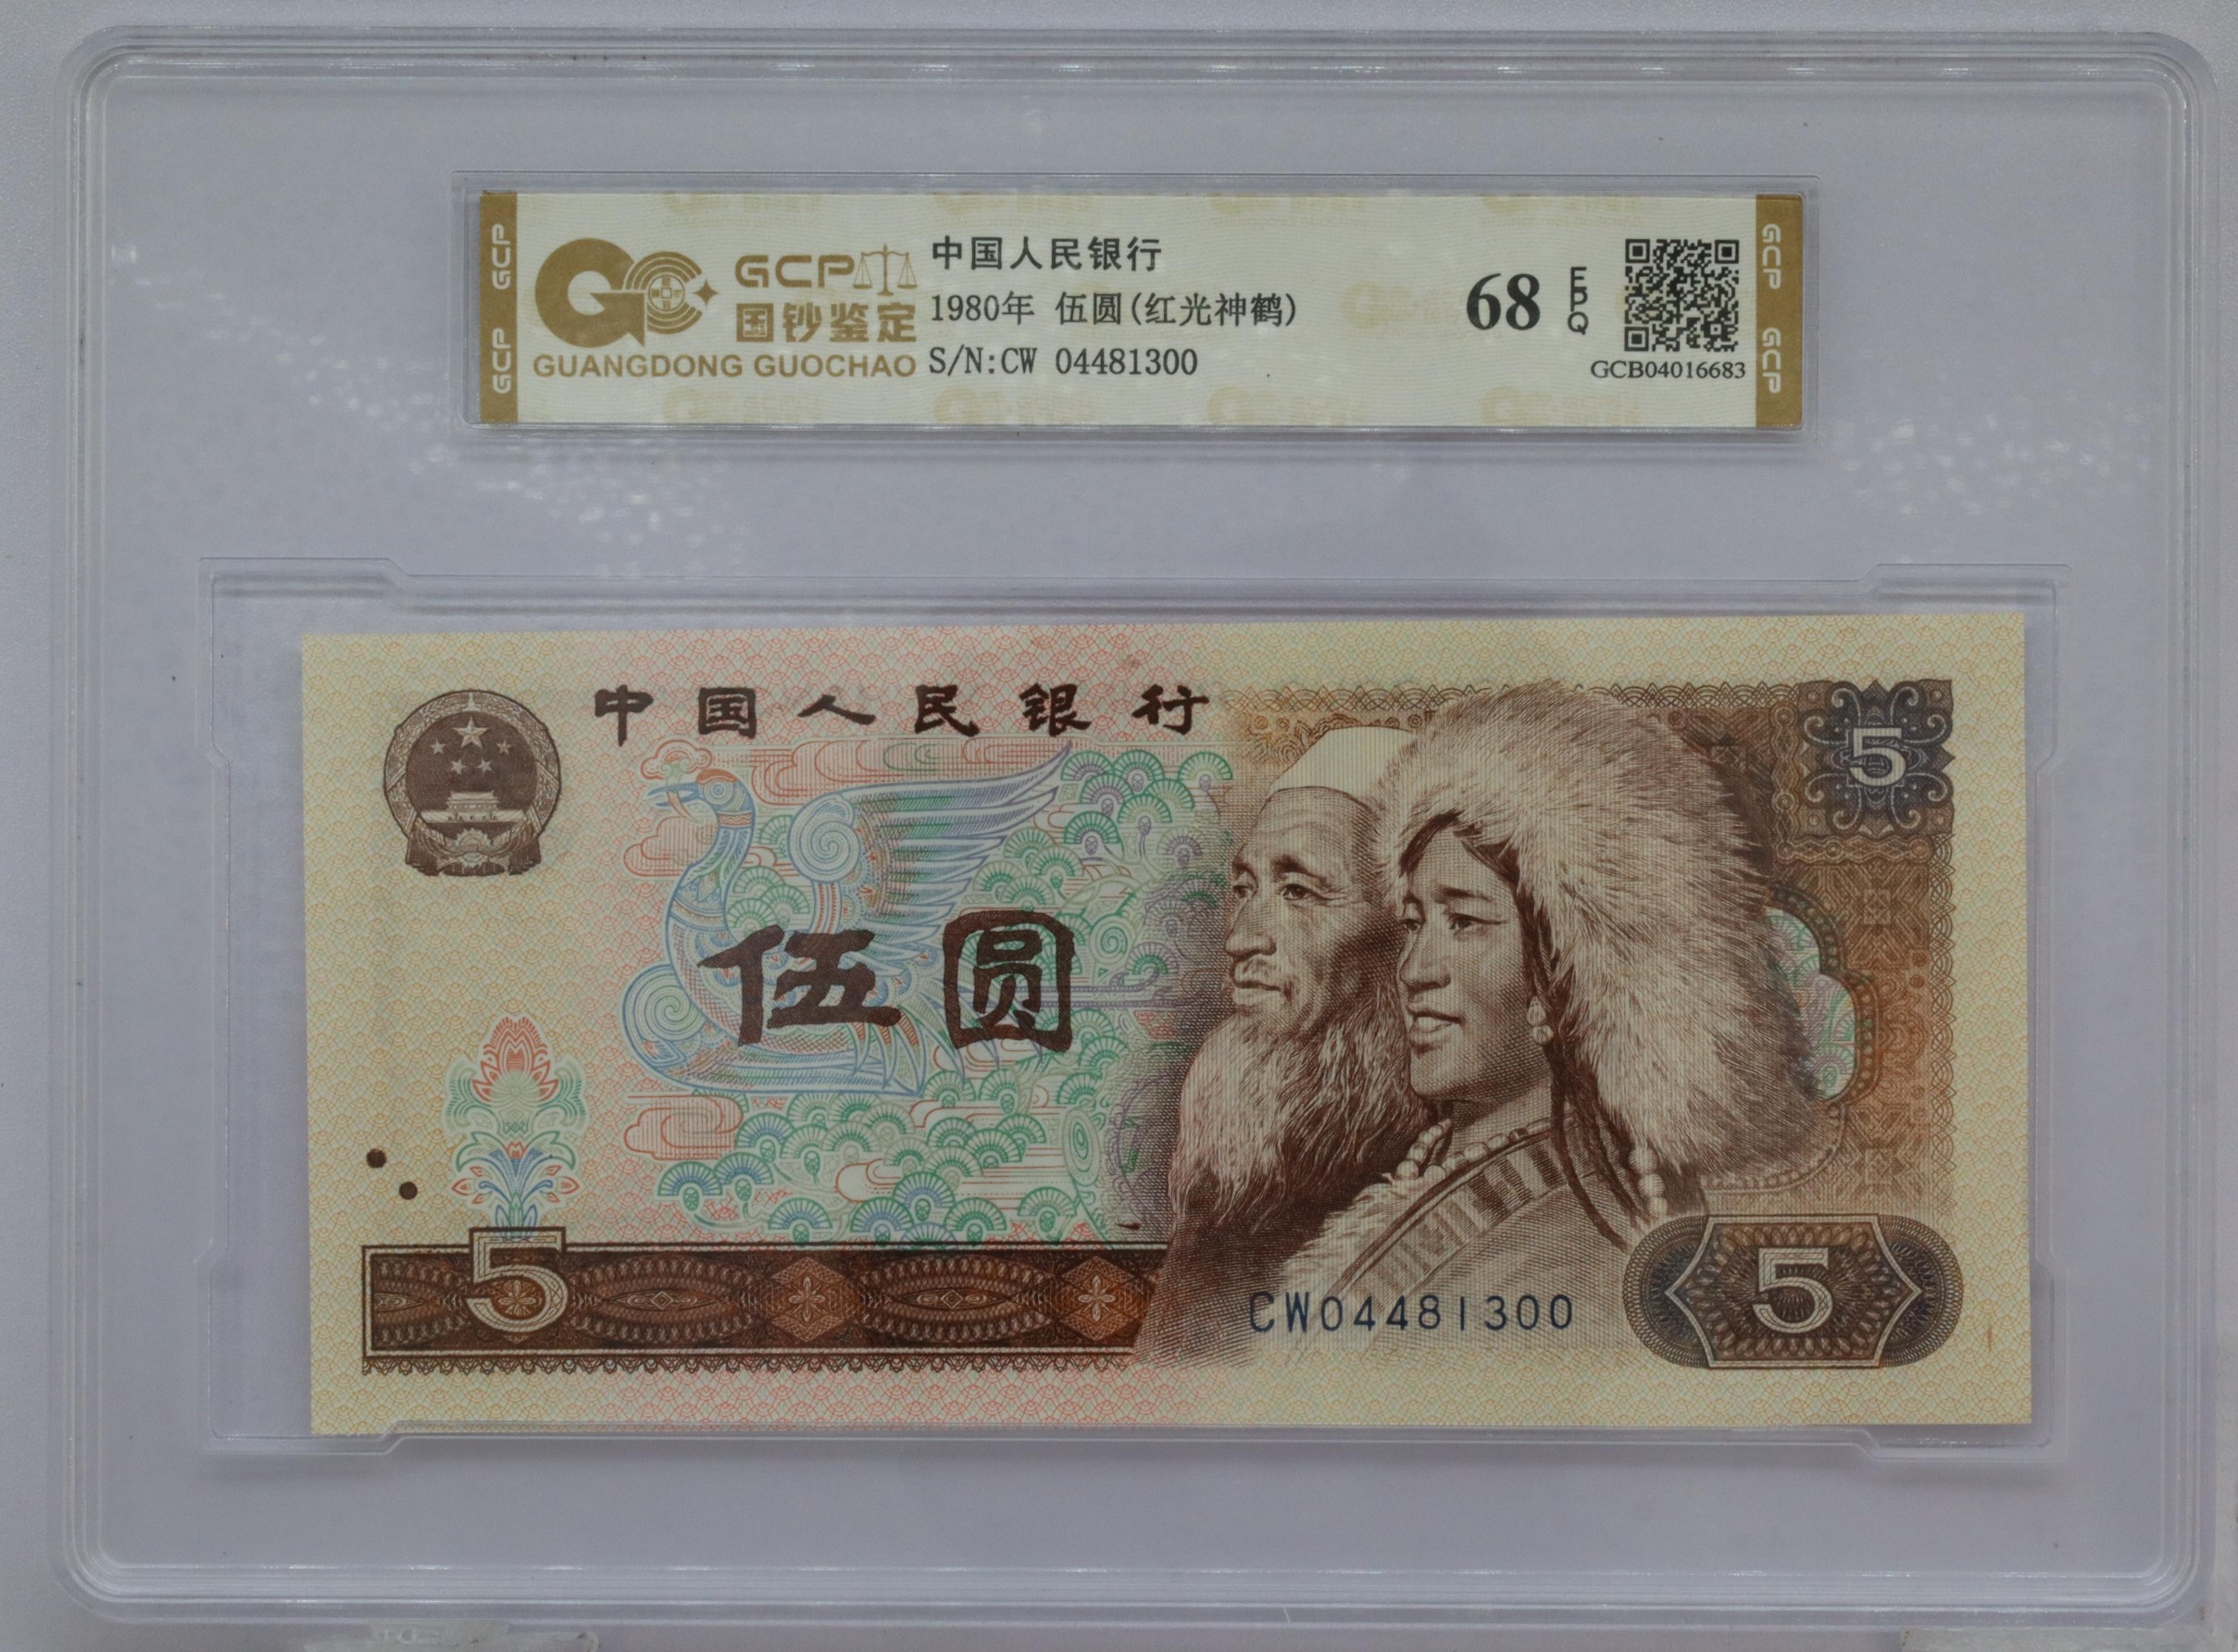 GCP GCP
GCP
国钞鉴定
GUANGDONG GUOCHAO
中国人民银行
1980年 伍圆(红光神鹤)
S/N:CW 04481300
68
EPQ
GCB04016683
GCP GCP
中国人民银行
5
伍圆
5
CW04481300
5